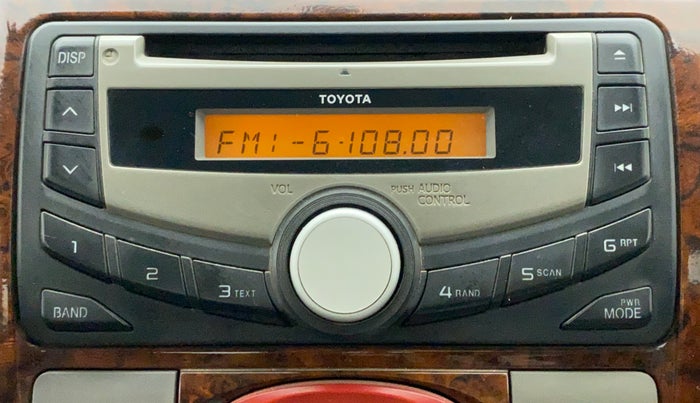 DISP
TOYOTA
FM1 - 6 · 108.00
VOL
PUSH AUDIO
CONTROL
1
2
3 TEXT
4 RAND
5 SCAN
6 RPT
BAND
PWR
MODE